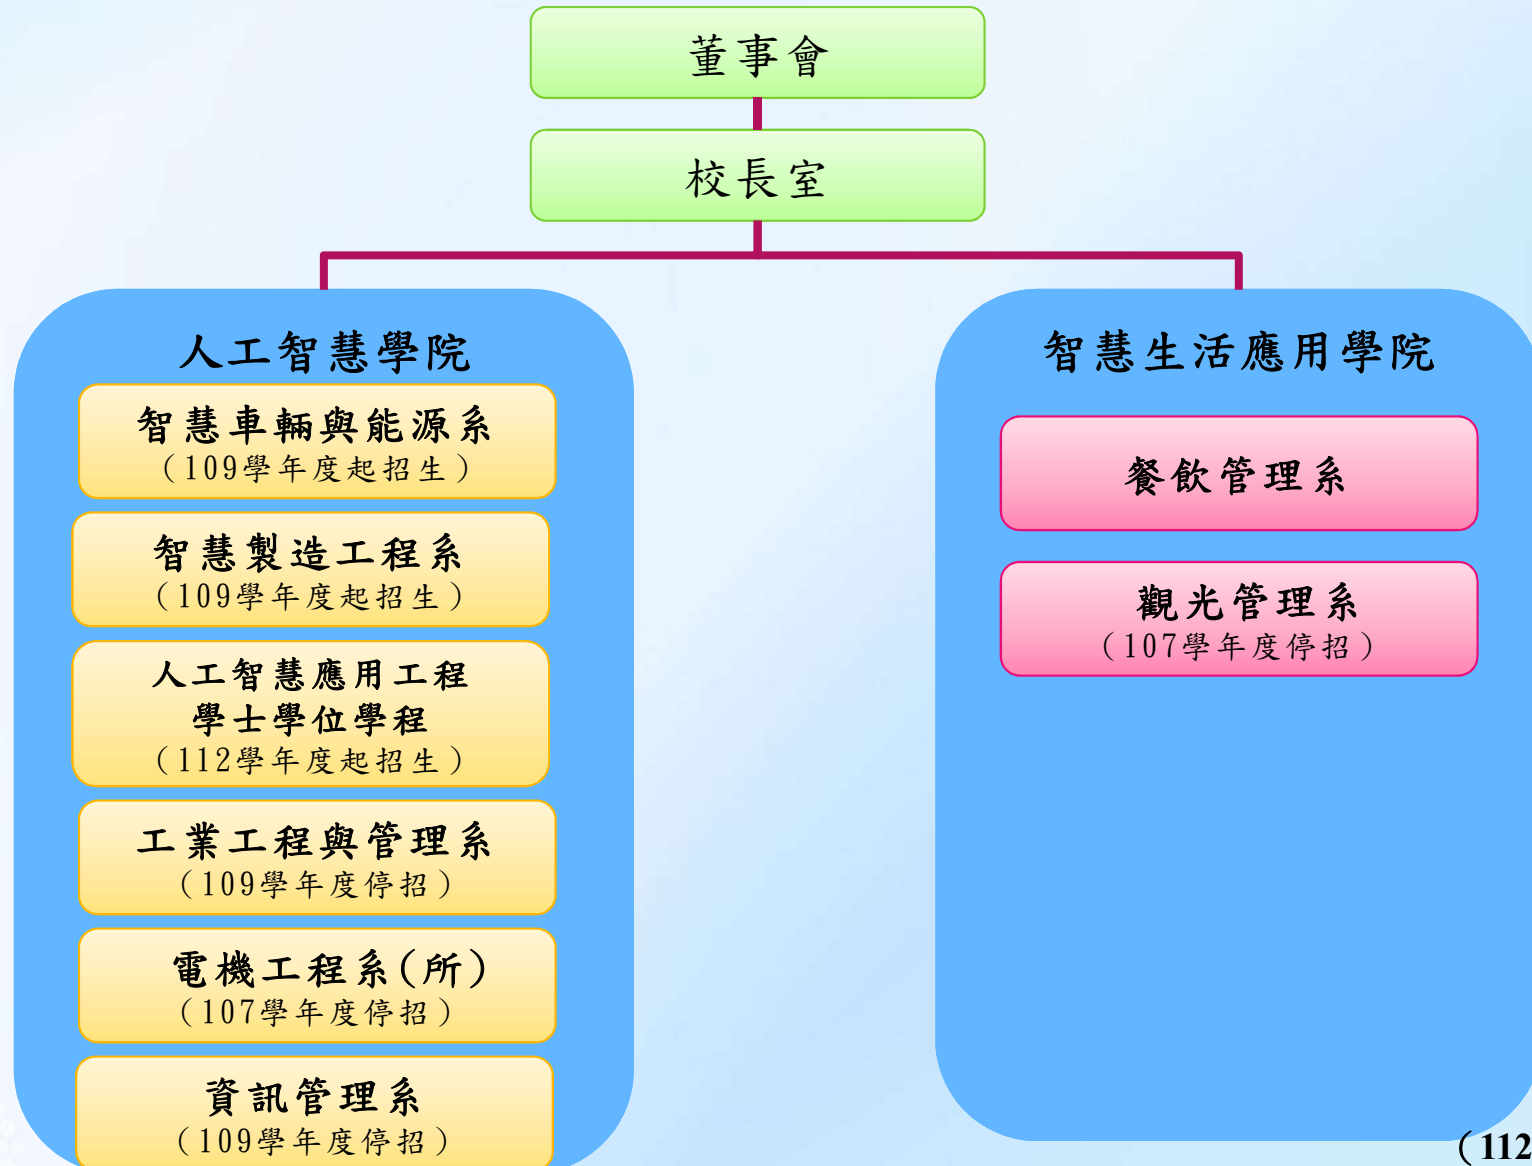 董事會
校長室
人工智慧學院
智慧車輛與能源系
（109學年度起招生）
智慧製造工程系
（109學年度起招生）
人工智慧應用工程
學士學位學程
（112學年度起招生）
工業工程與管理系
（109學年度停招）
電機工程系(所)
（107學年度停招）
資訊管理系
（109學年度停招）
智慧生活應用學院
餐飲管理系
觀光管理系
（107學年度停招）
（112